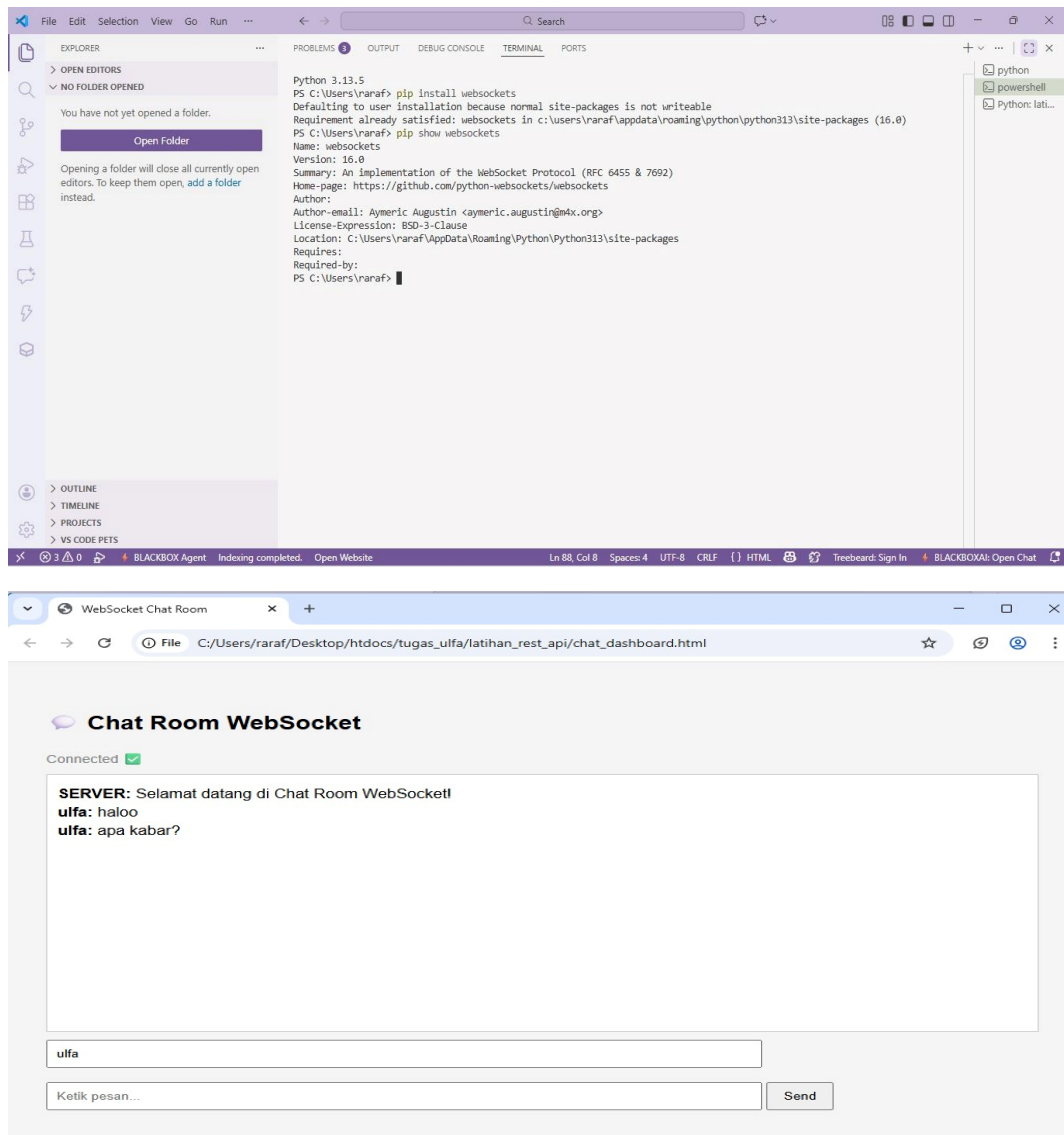 File Edit Selection View Go Run ··· Search
EXPLORER ···
OPEN EDITORS
NO FOLDER OPENED
You have not yet opened a folder.
Open Folder
Opening a folder will close all currently open
editors. To keep them open, add a folder
instead.
OUTLINE
TIMELINE
PROJECTS
VS CODE PETS
PROBLEMS 3 OUTPUT DEBUG CONSOLE TERMINAL PORTS
Python 3.13.5
PS C:\Users\raraf> pip install websockets
Defaulting to user installation because normal site-packages is not writeable
Requirement already satisfied: websockets in c:\users\raraf\appdata\roaming\python\python313\site-packages (16.0)
PS C:\Users\raraf> pip show websockets
Name: websockets
Version: 16.0
Summary: An implementation of the WebSocket Protocol (RFC 6455 & 7692)
Home-page: https://github.com/python-websockets/websockets
Author:
Author-email: Aymeric Augustin <aymeric.augustin@m4x.org>
License-Expression: BSD-3-Clause
Location: C:\Users\raraf\AppData\Roaming\Python\Python313\site-packages
Requires:
Required-by:
PS C:\Users\raraf>
python
powershell
Python: lati...
3 0 BLACKBOX Agent Indexing completed. Open Website Ln 88, Col 8 Spaces: 4 UTF-8 CRLF {} HTML Treebeard: Sign In BLACKBOXAI: Open Chat
WebSocket Chat Room
File C:/Users/raraf/Desktop/htdocs/tugas_ulfa/latihan_rest_api/chat_dashboard.html
Chat Room WebSocket
Connected ✅
SERVER: Selamat datang di Chat Room WebSocket!
ulfa: haloo
ulfa: apa kabar?
ulfa
Ketik pesan...
Send